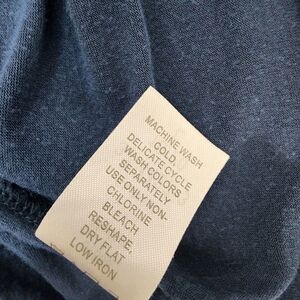 MACHINE WASH
COLD,
DELICATE CYCLE
WASH COLORS
SEPARATELY
USE ONLY NON-
CHLORINE
BLEACH
RESHAPE,
DRY FLAT
LOW IRON